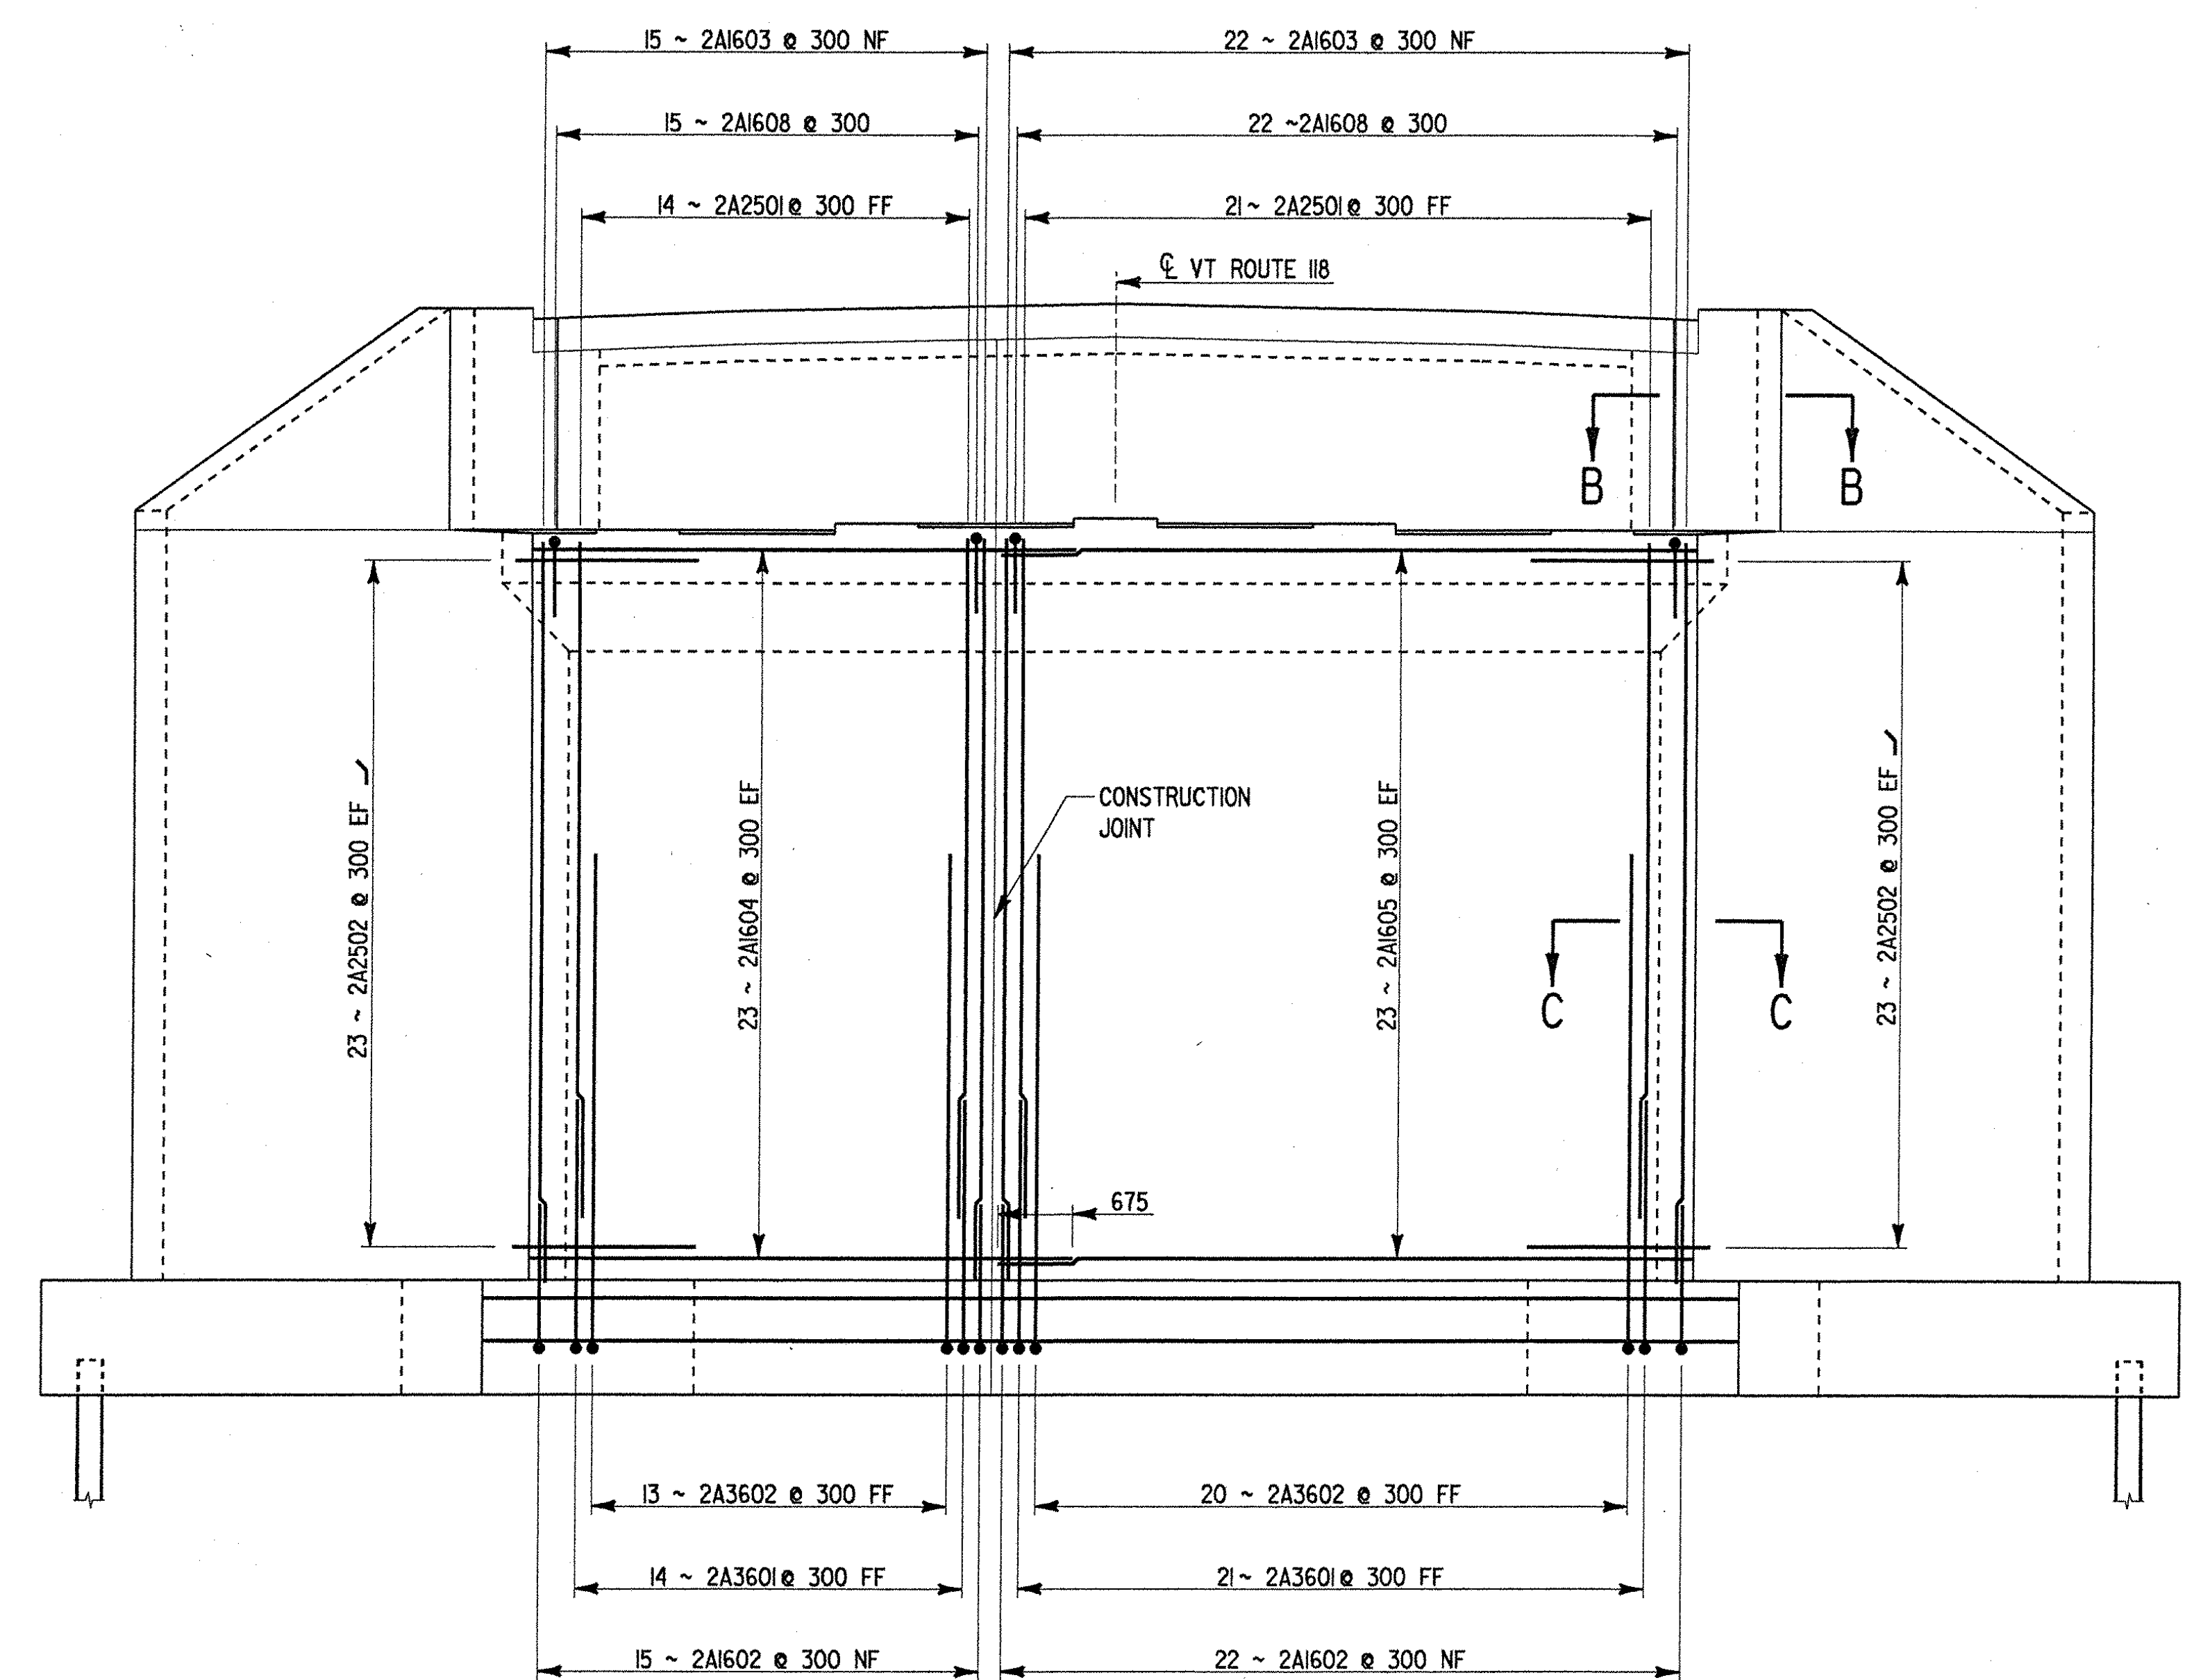 15 ~ 2A1603 @ 300 NF
22 ~ 2A1603 @ 300 NF
15 ~ 2A1608 @ 300
22 ~2A1608 @ 300
14 ~ 2A2501 @ 300 FF
21 ~ 2A2501 @ 300 FF
℄ VT ROUTE 118
B
B
CONSTRUCTION
JOINT
23 ~ 2A2502 @ 300 EF
23 ~ 2A1604 @ 300 EF
23 ~ 2A1605 @ 300 EF
23 ~ 2A2502 @ 300 EF
C
C
675
13 ~ 2A3602 @ 300 FF
20 ~ 2A3602 @ 300 FF
14 ~ 2A3601 @ 300 FF
21 ~ 2A3601 @ 300 FF
15 ~ 2A1602 @ 300 NF
22 ~ 2A1602 @ 300 NF